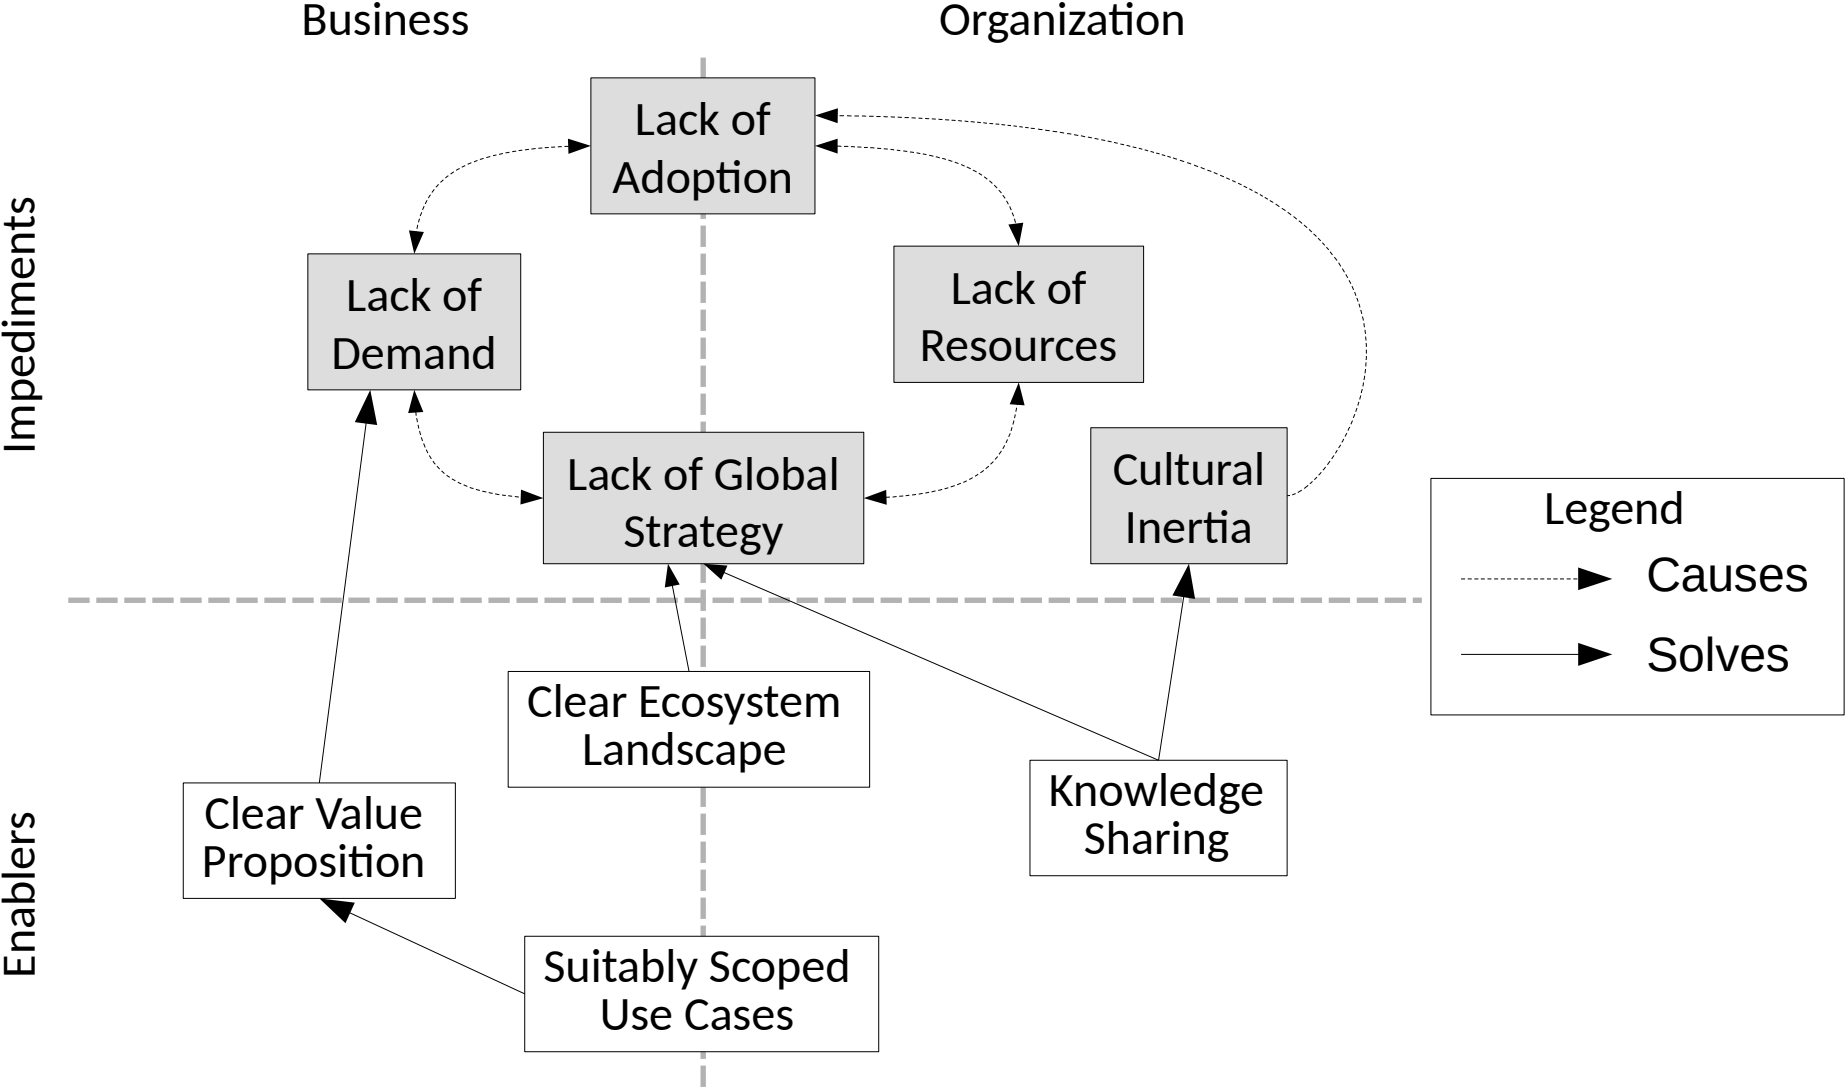 Business
Organization
Impediments
Enablers
Lack of
Adoption
Lack of
Demand
Lack of
Resources
Lack of Global
Strategy
Cultural
Inertia
Legend
Causes
Solves
Clear Ecosystem
Landscape
Clear Value
Proposition
Knowledge
Sharing
Suitably Scoped
Use Cases